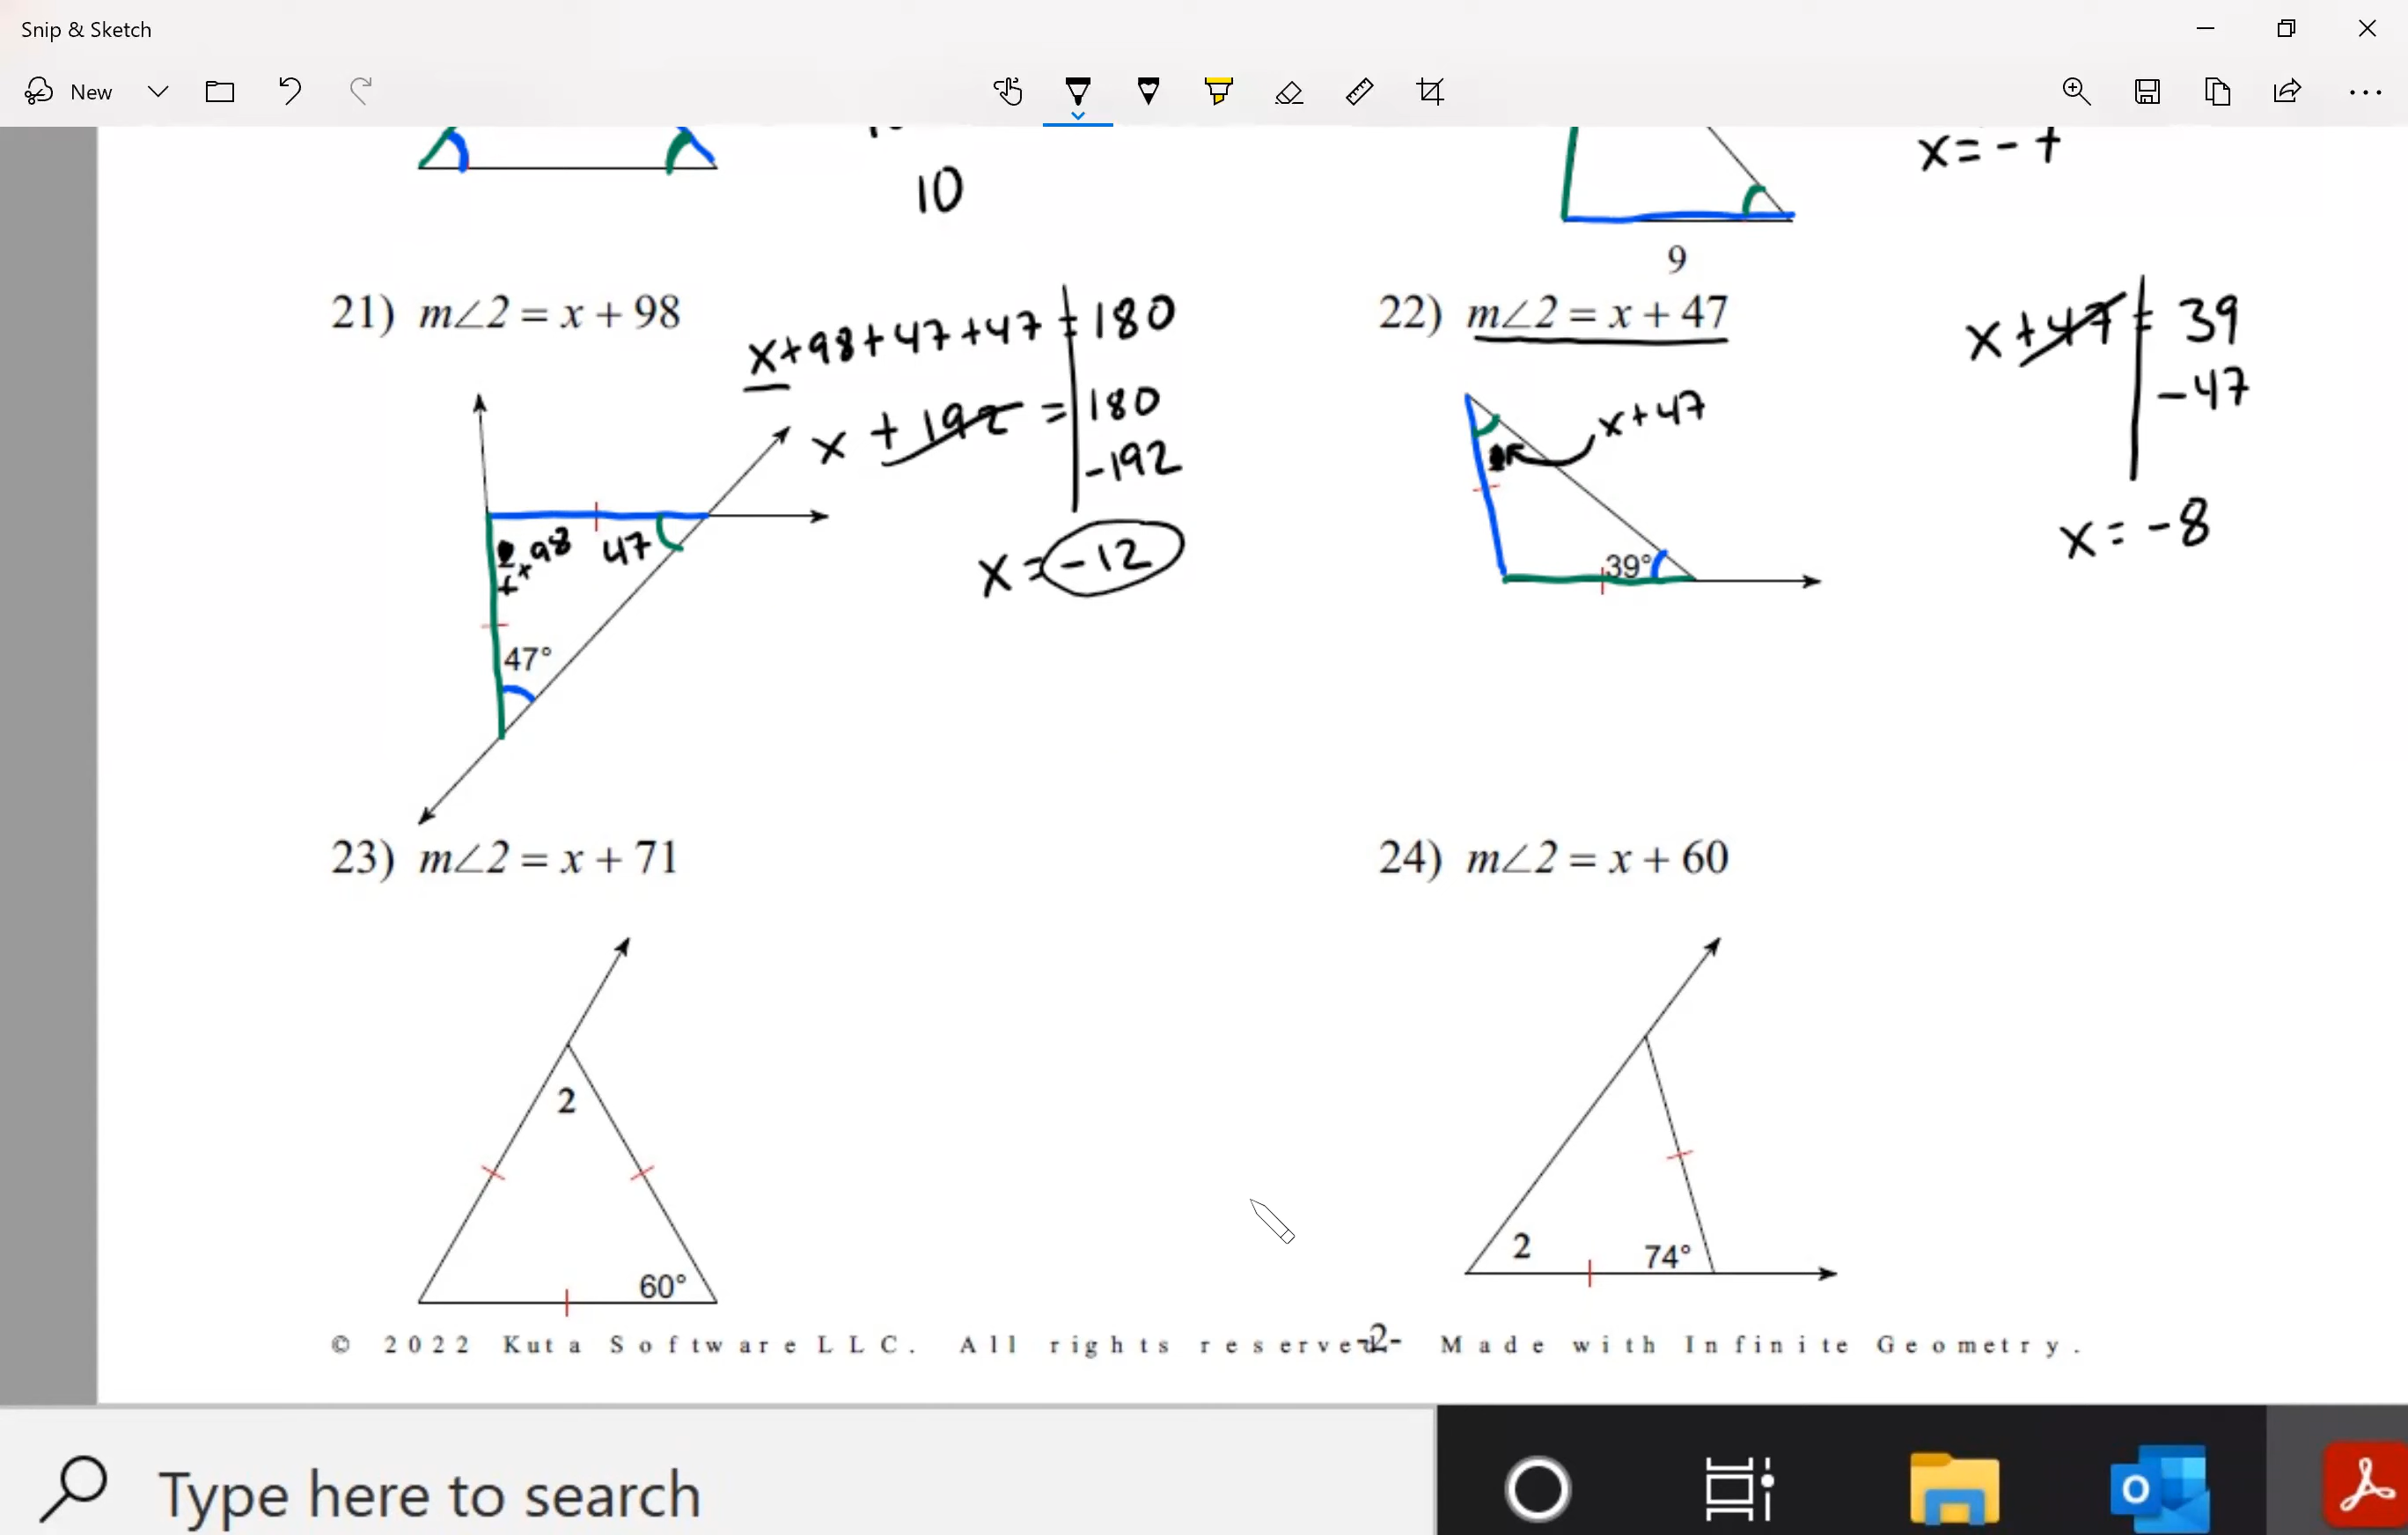 Snip & Sketch
New
10
x=-7
9
21) m∠2 = x + 98
x+98+47+47 = 180
x + 192 = 180
-192
x = -12
2
+x
98
47
47°
22) m∠2 = x + 47
x+47 = 39
-47
x = -8
x+47
39°
23) m∠2 = x + 71
2
60°
24) m∠2 = x + 60
2
74°
© 2022 Kuta Software LLC. All rights reserved.
-2-
Made with Infinite Geometry.
Type here to search